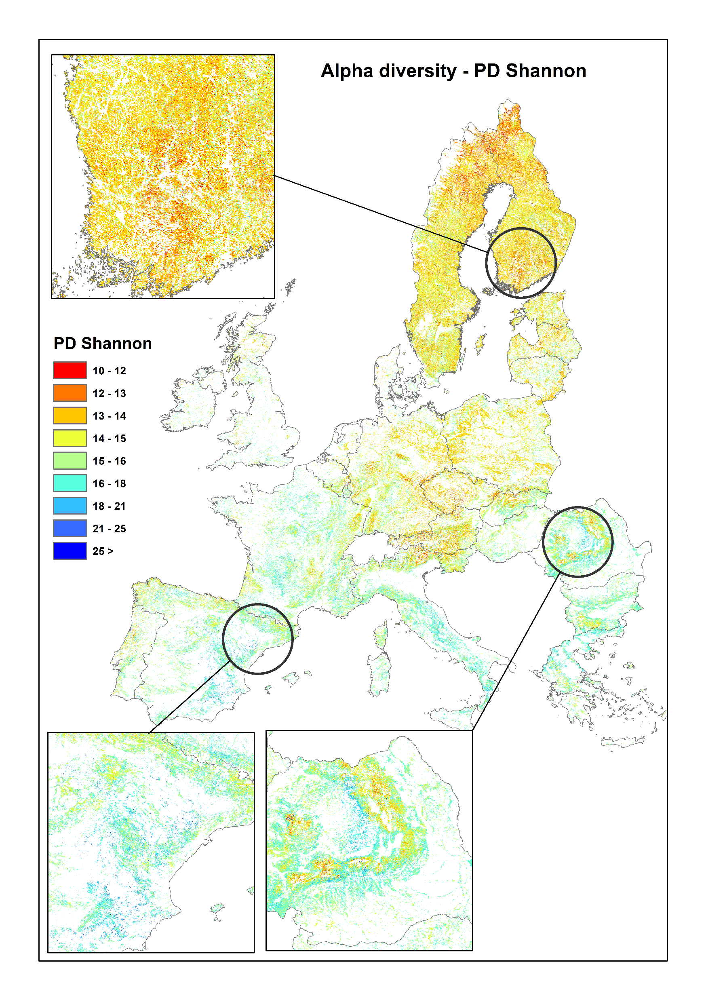 Alpha diversity - PD Shannon
PD Shannon
10 - 12
12 - 13
13 - 14
14 - 15
15 - 16
16 - 18
18 - 21
21 - 25
25 >